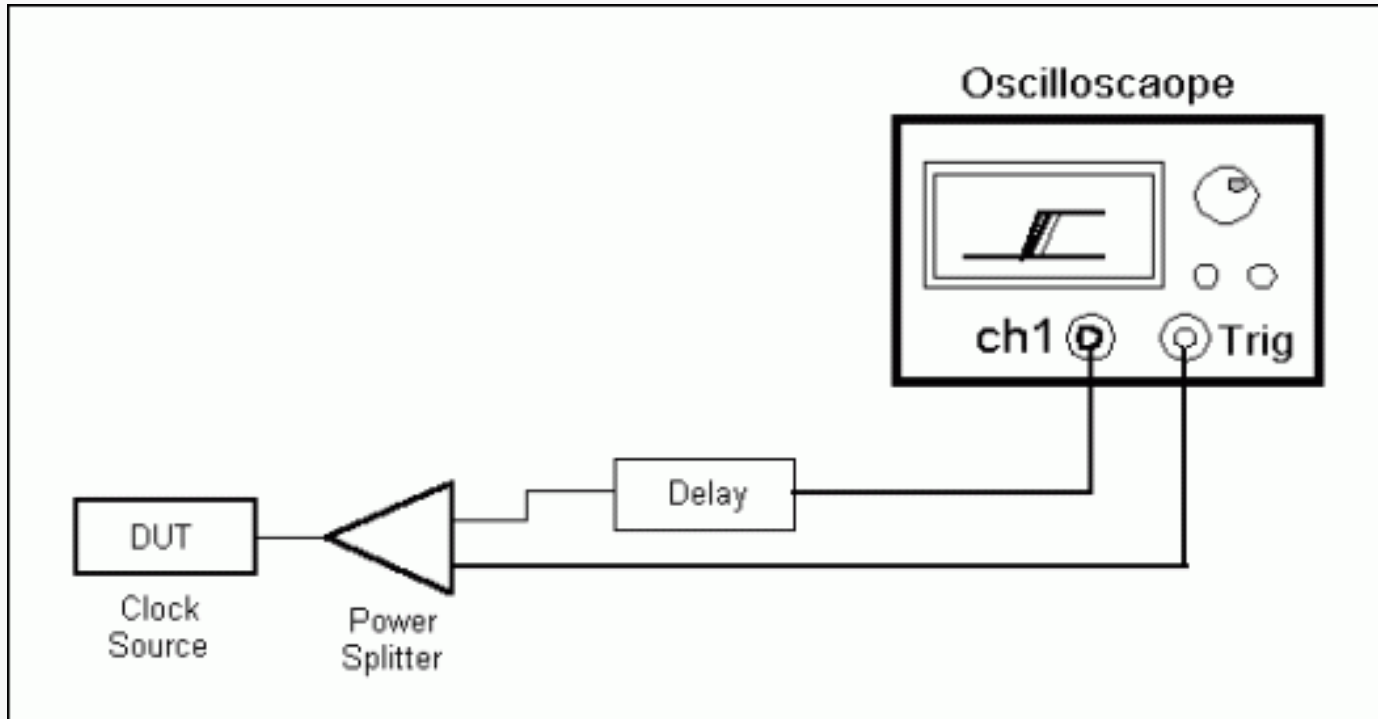 Oscilloscaope
ch1
Trig
Delay
DUT
Clock
Source
Power
Splitter